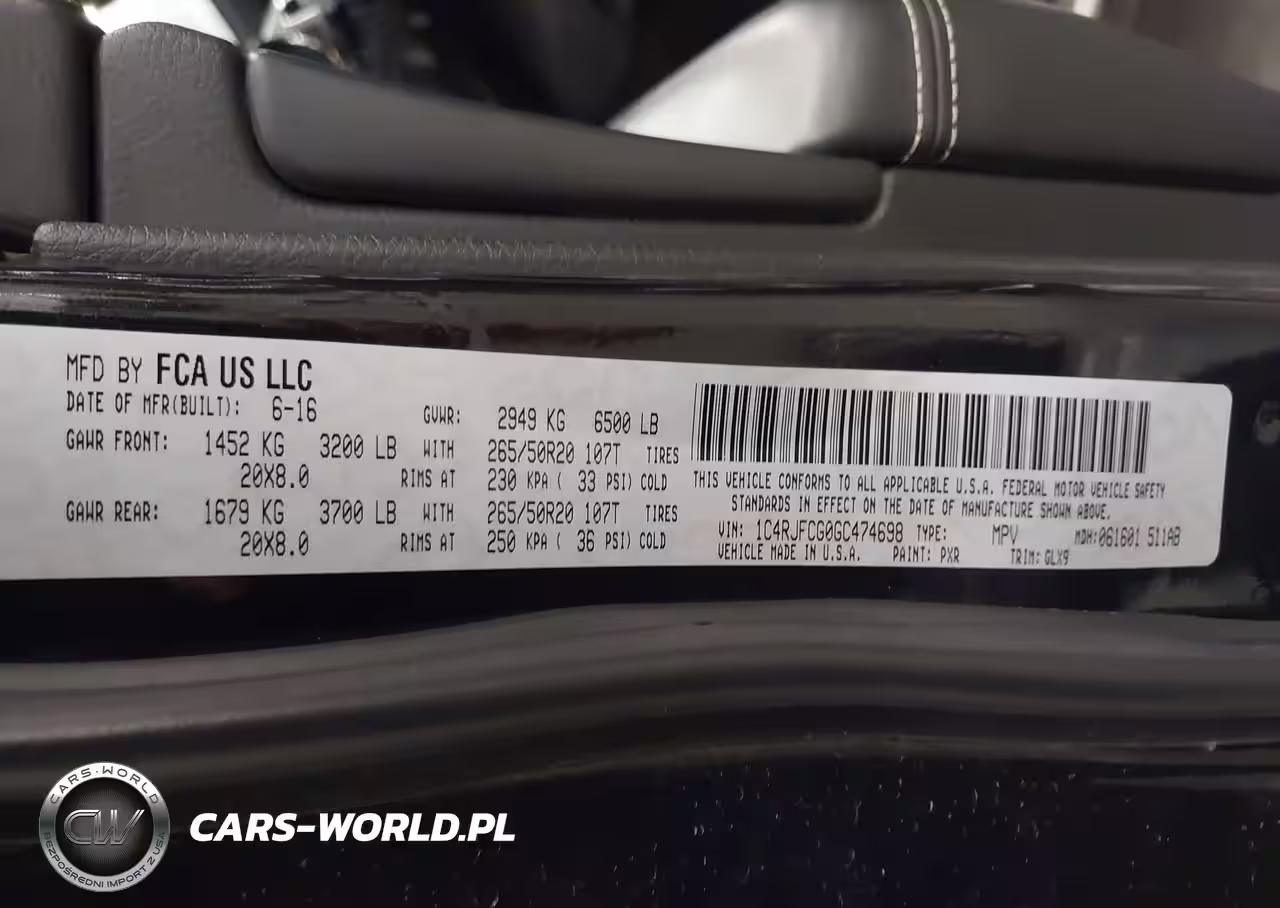 MFD BY FCA US LLC
DATE OF MFR(BUILT): 6-16 GVWR: 2949 KG 6500 LB
GAWR FRONT: 1452 KG 3200 LB WITH 265/50R20 107T TIRES
20X8.0 RIMS AT 230 KPA ( 33 PSI) COLD
GAWR REAR: 1679 KG 3700 LB WITH 265/50R20 107T TIRES
20X8.0 RIMS AT 250 KPA ( 36 PSI) COLD
THIS VEHICLE CONFORMS TO ALL APPLICABLE U.S.A. FEDERAL MOTOR VEHICLE SAFETY
STANDARDS IN EFFECT ON THE DATE OF MANUFACTURE SHOWN ABOVE.
VIN: 1C4RJFCG0GC474698 TYPE: MPV MDH:061601 511AB
VEHICLE MADE IN U.S.A. PAINT: PXR TRIM: GLX9
CARS-WORLD
CW
BEZPOŚREDNI IMPORT Z USA
CARS-WORLD.PL